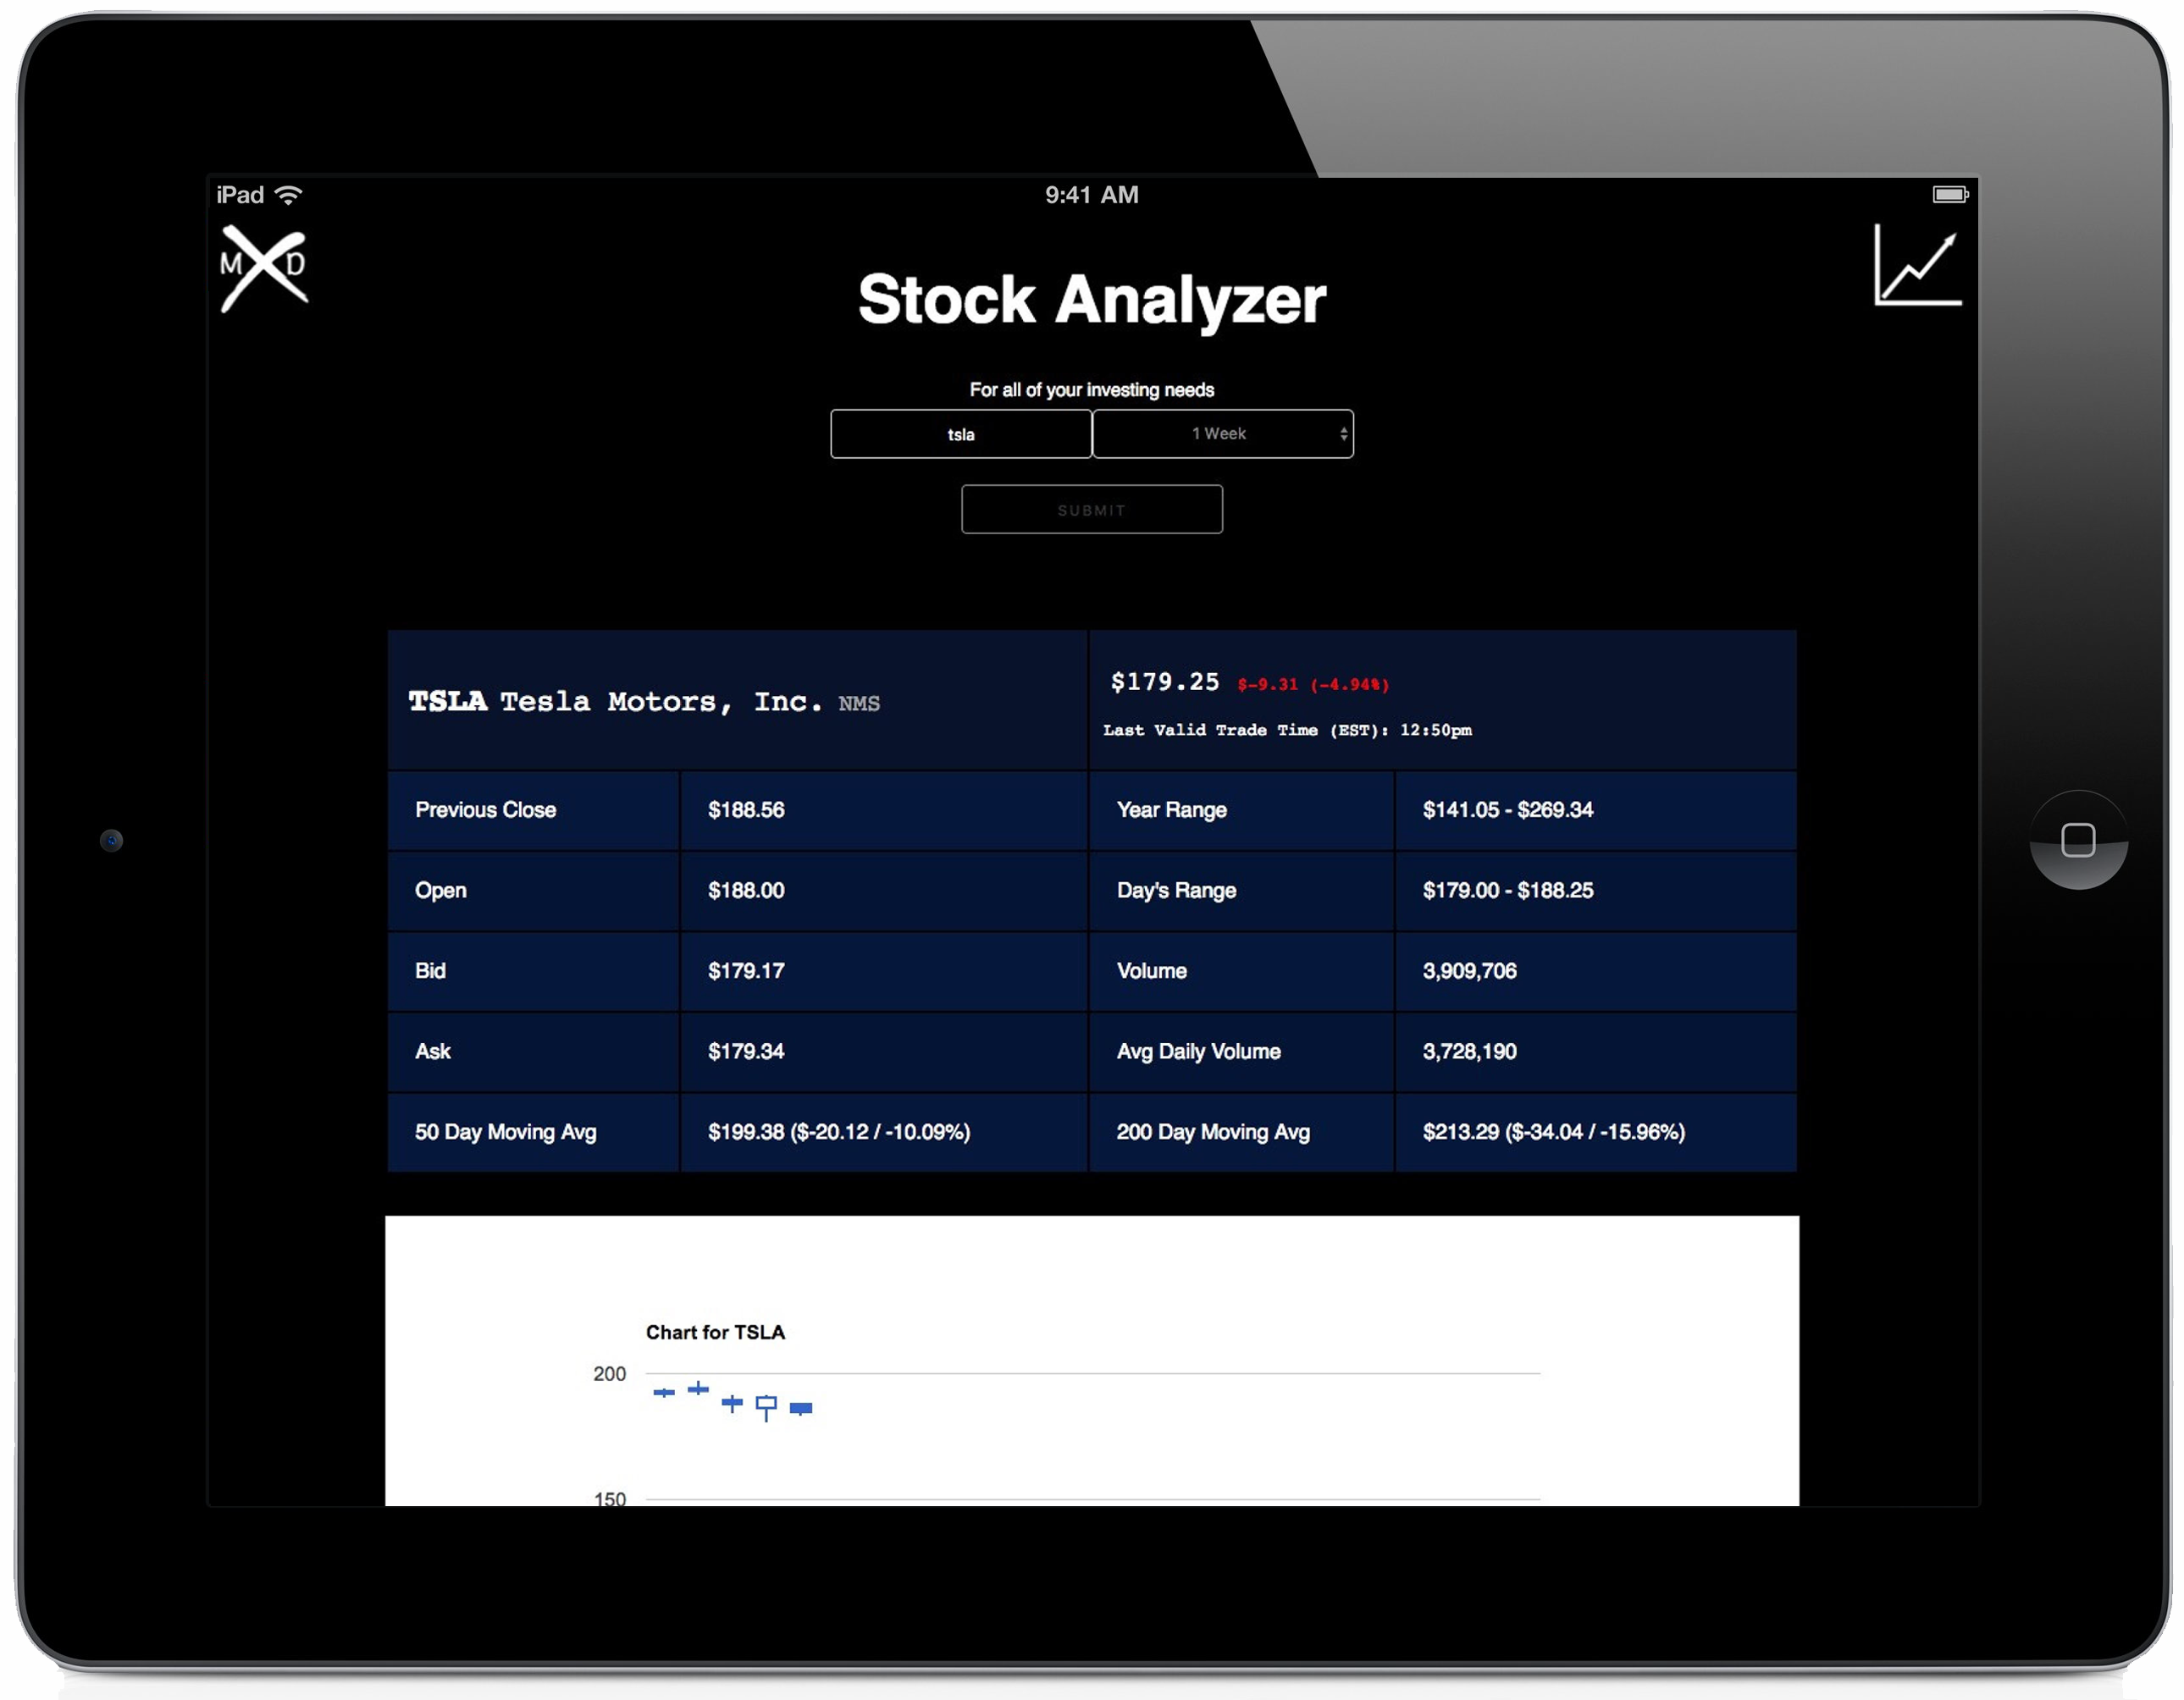 iPad 9:41 AM
M X D
Stock Analyzer
For all of your investing needs
tsla 1 Week
SUBMIT
TSLA Tesla Motors, Inc. NMS
$179.25 $-9.31 (-4.94%)
Last Valid Trade Time (EST): 12:50pm
Previous Close $188.56 Year Range $141.05 - $269.34
Open $188.00 Day's Range $179.00 - $188.25
Bid $179.17 Volume 3,909,706
Ask $179.34 Avg Daily Volume 3,728,190
50 Day Moving Avg $199.38 ($-20.12 / -10.09%) 200 Day Moving Avg $213.29 ($-34.04 / -15.96%)
Chart for TSLA
200
150